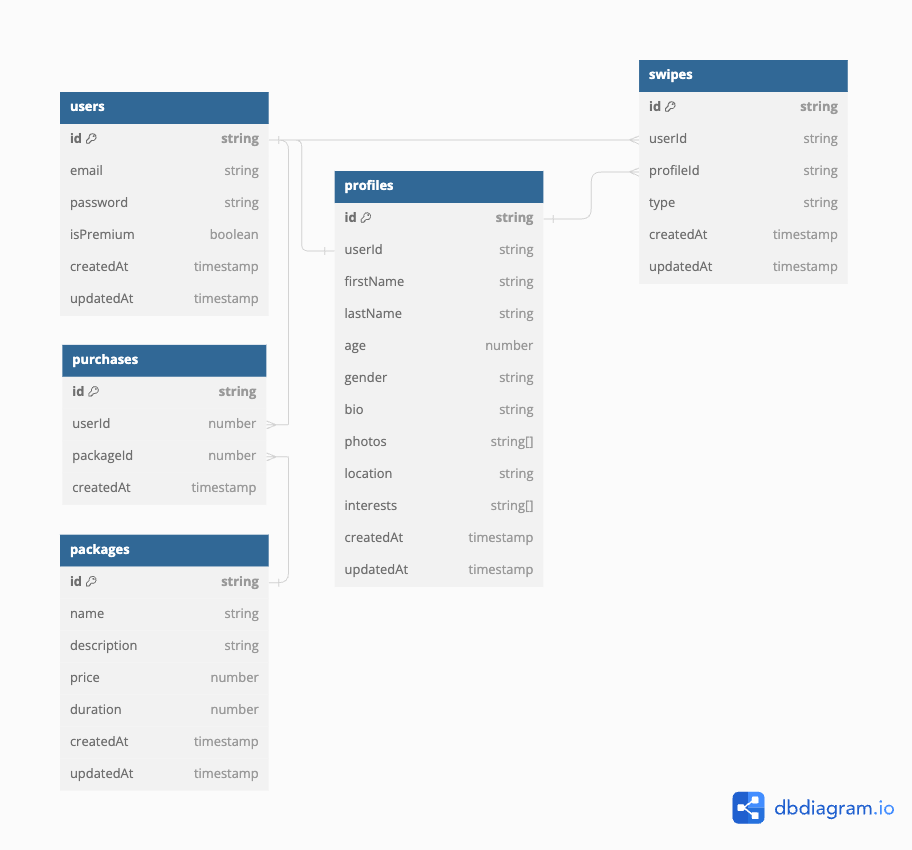 users
id string
email string
password string
isPremium boolean
createdAt timestamp
updatedAt timestamp
purchases
id string
userId number
packageId number
createdAt timestamp
packages
id string
name string
description string
price number
duration number
createdAt timestamp
updatedAt timestamp
profiles
id string
userId string
firstName string
lastName string
age number
gender string
bio string
photos string[]
location string
interests string[]
createdAt timestamp
updatedAt timestamp
swipes
id string
userId string
profileId string
type string
createdAt timestamp
updatedAt timestamp
dbdiagram.io